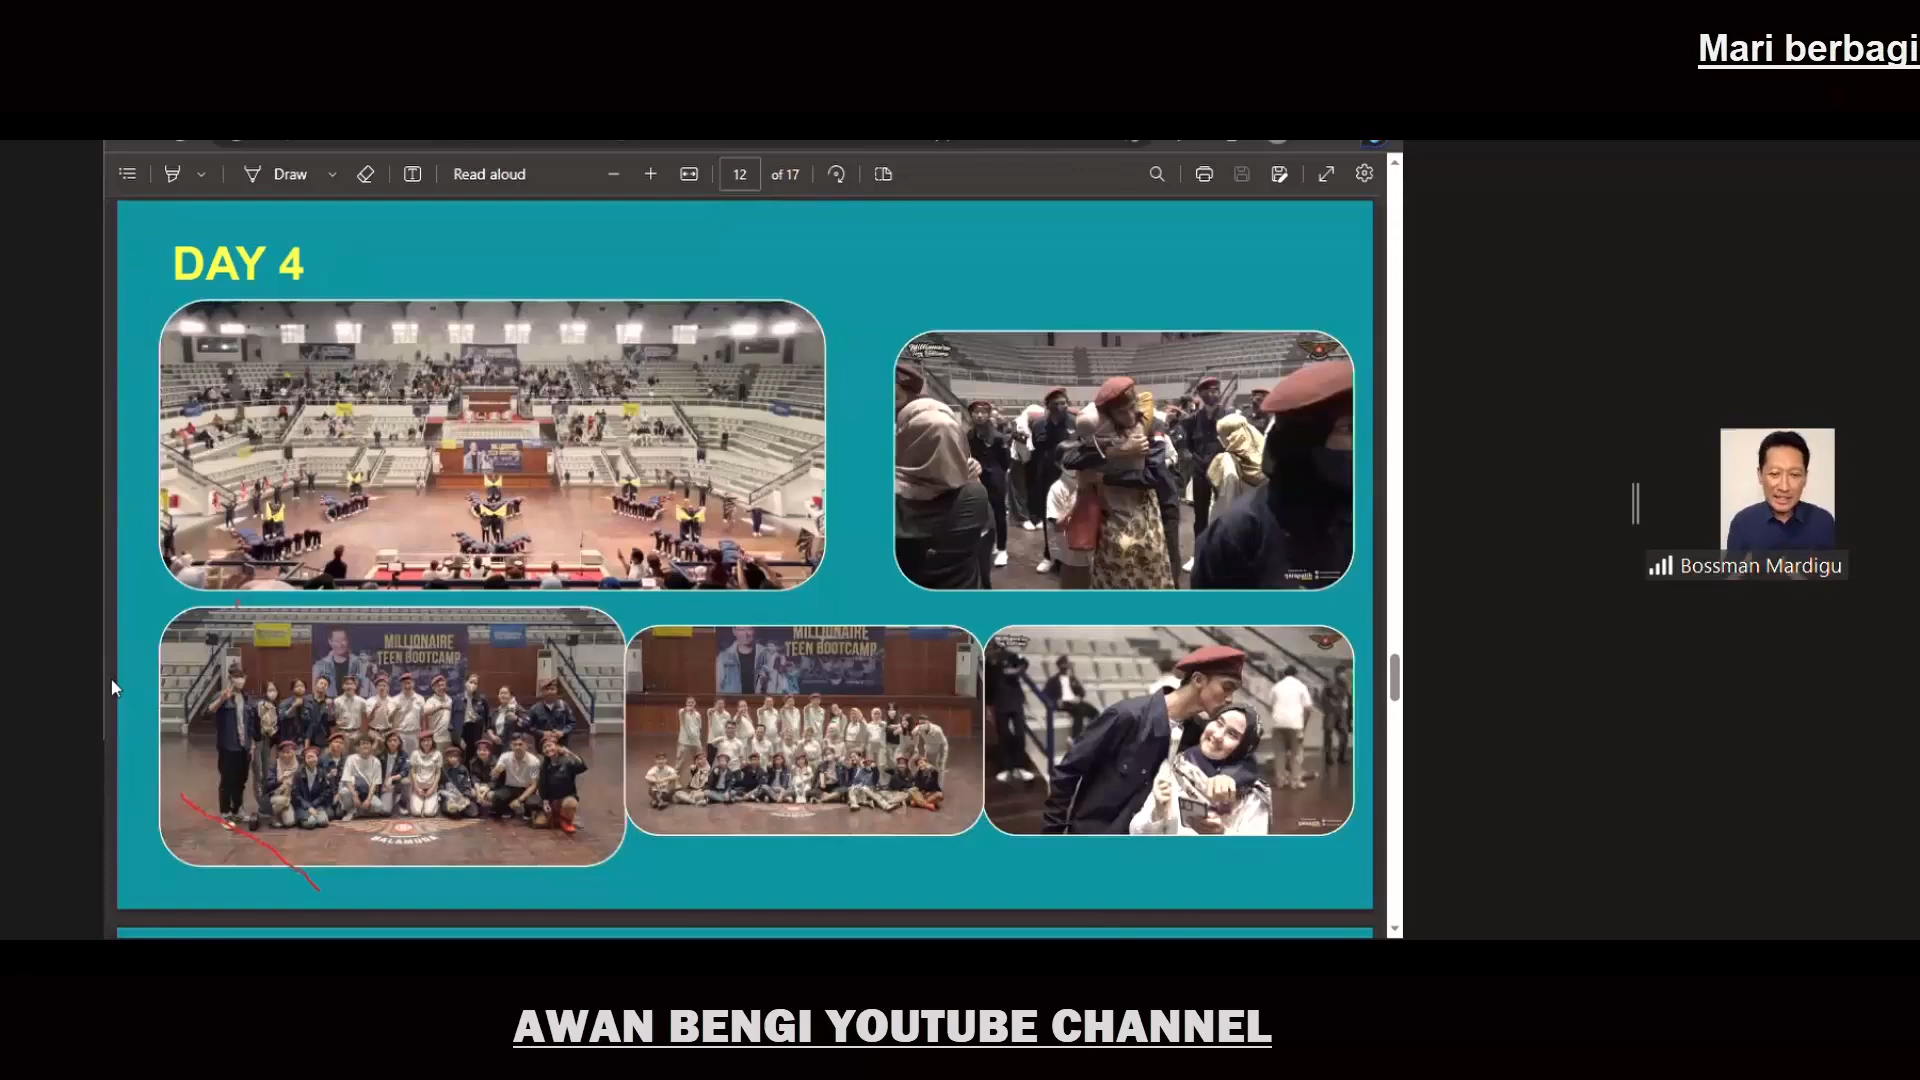 Mari berbagi
Draw
Read aloud
12
of 17
DAY 4
MILLIONAIRE
TEEN BOOTCAMP
MILLIONAIRE
TEEN BOOTCAMP
BALAMUDA
Bossman Mardigu
AWAN BENGI YOUTUBE CHANNEL